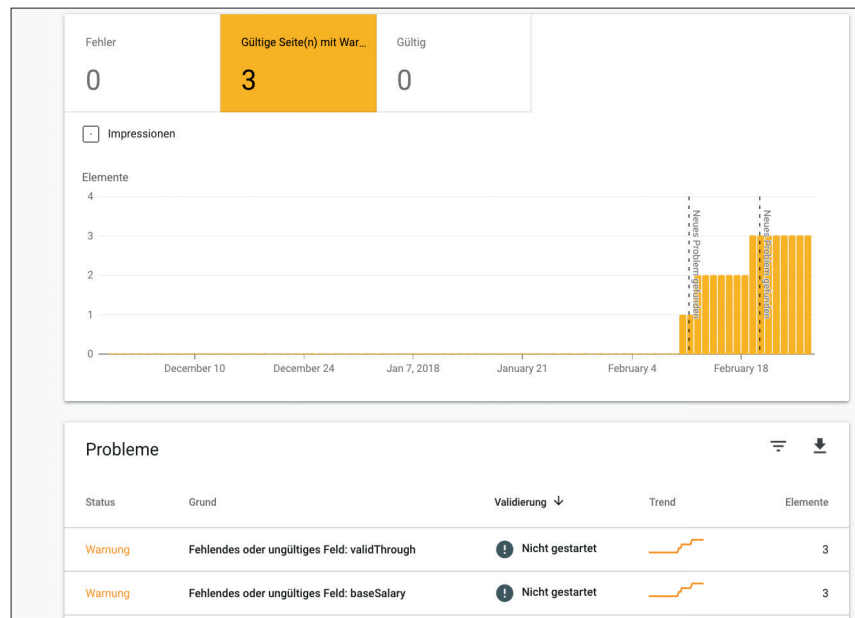 Fehler
Gültige Seite(n) mit War...
Gültig
0
3
0
Impressionen
Elemente
4
3
2
1
0
Neues Problem gefunden
Neues Problem gefunden
December 10
December 24
Jan 7, 2018
January 21
February 4
February 18
Probleme
Status
Grund
Validierung
Trend
Elemente
Warnung
Fehlendes oder ungültiges Feld: validThrough
Nicht gestartet
3
Warnung
Fehlendes oder ungültiges Feld: baseSalary
Nicht gestartet
3